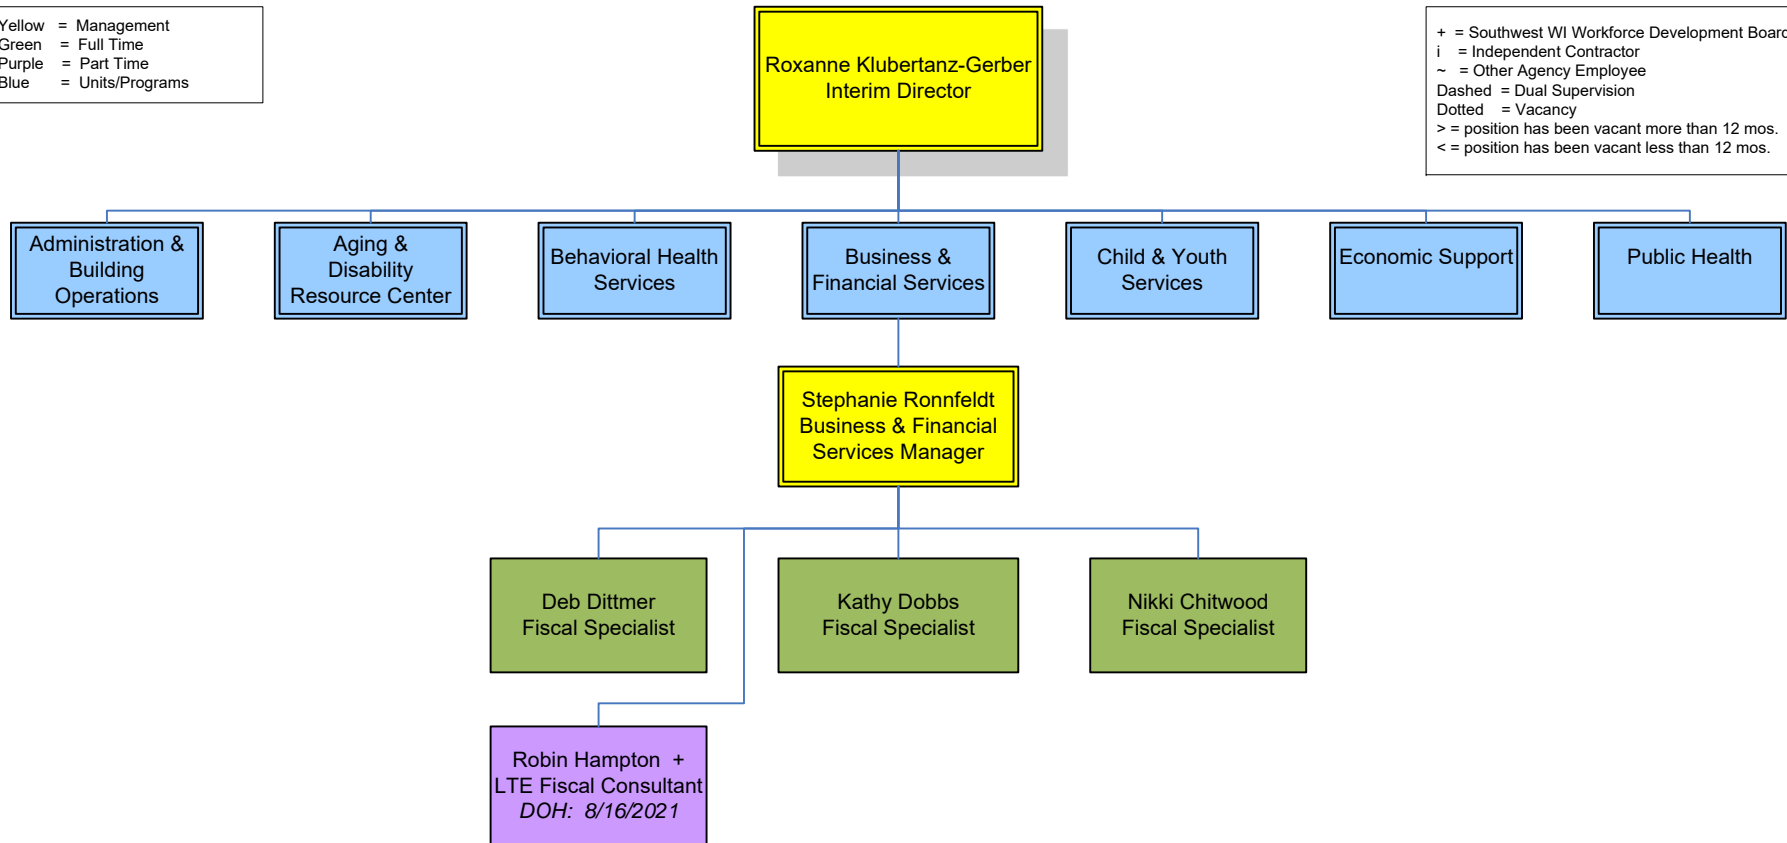 Yellow = Management
Green = Full Time
Purple = Part Time
Blue = Units/Programs
Roxanne Klubertanz-Gerber
Interim Director
+ = Southwest WI Workforce Development Board
i = Independent Contractor
~ = Other Agency Employee
Dashed = Dual Supervision
Dotted = Vacancy
> = position has been vacant more than 12 mos.
< = position has been vacant less than 12 mos.
Administration &
Building
Operations
Aging &
Disability
Resource Center
Behavioral Health
Services
Business &
Financial Services
Child & Youth
Services
Economic Support
Public Health
Stephanie Ronnfeldt
Business & Financial
Services Manager
Deb Dittmer
Fiscal Specialist
Kathy Dobbs
Fiscal Specialist
Nikki Chitwood
Fiscal Specialist
Robin Hampton +
LTE Fiscal Consultant
DOH: 8/16/2021